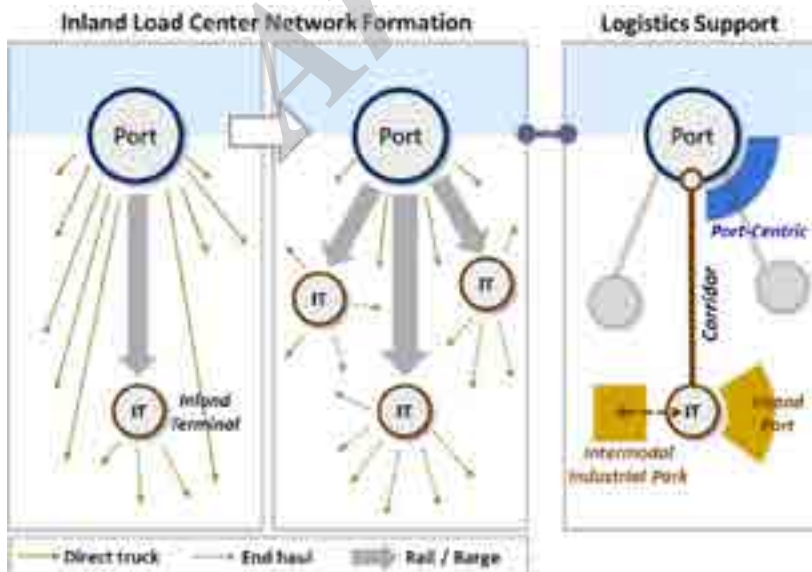 Inland Load Center Network Formation
Logistics Support
Port
Port
Port
Port-Centric
Corridor
IT
IT
IT
Inland
Terminal
IT
IT
Inland
Port
Intermodal
Industrial Park
Direct truck
End haul
Rail / Barge